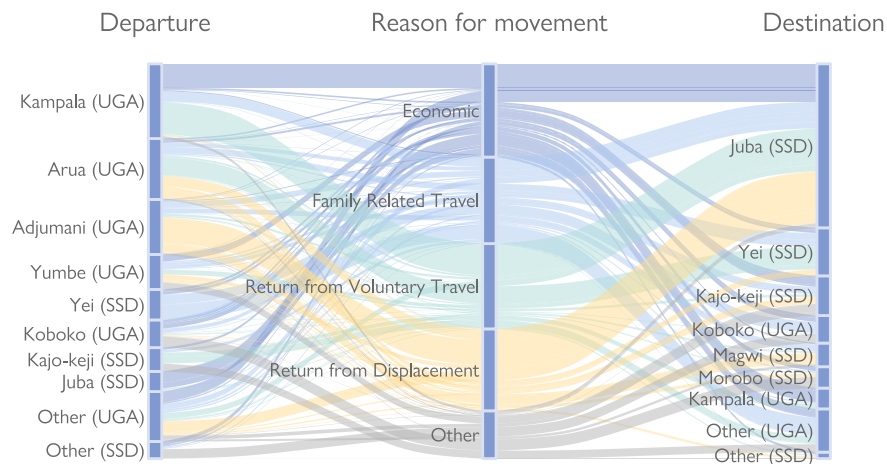 Departure
Reason for movement
Destination
Kampala (UGA)
Arua (UGA)
Adjumani (UGA)
Yumbe (UGA)
Yei (SSD)
Koboko (UGA)
Kajo-keji (SSD)
Juba (SSD)
Other (UGA)
Other (SSD)
Economic
Family Related Travel
Return from Voluntary Travel
Return from Displacement
Other
Juba (SSD)
Yei (SSD)
Kajo-keji (SSD)
Koboko (UGA)
Magwi (SSD)
Morobo (SSD)
Kampala (UGA)
Other (UGA)
Other (SSD)